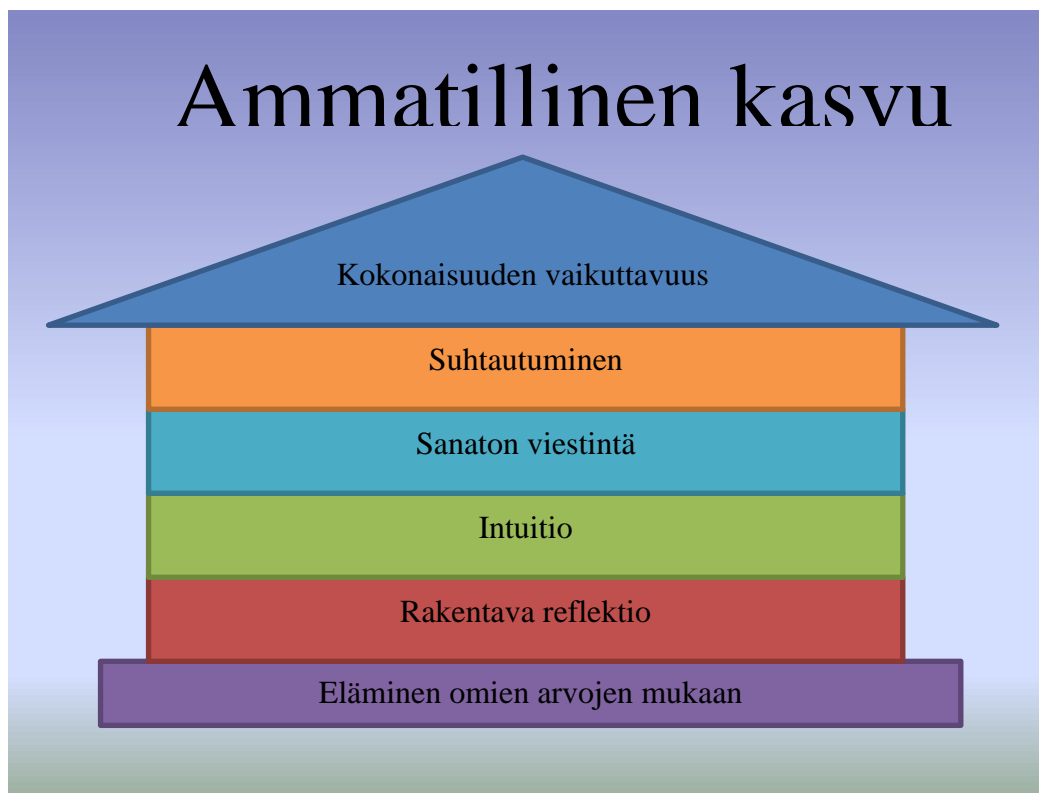 Ammatillinen kasvu
Kokonaisuuden vaikuttavuus
Suhtautuminen
Sanaton viestintä
Intuitio
Rakentava reflektio
Eläminen omien arvojen mukaan